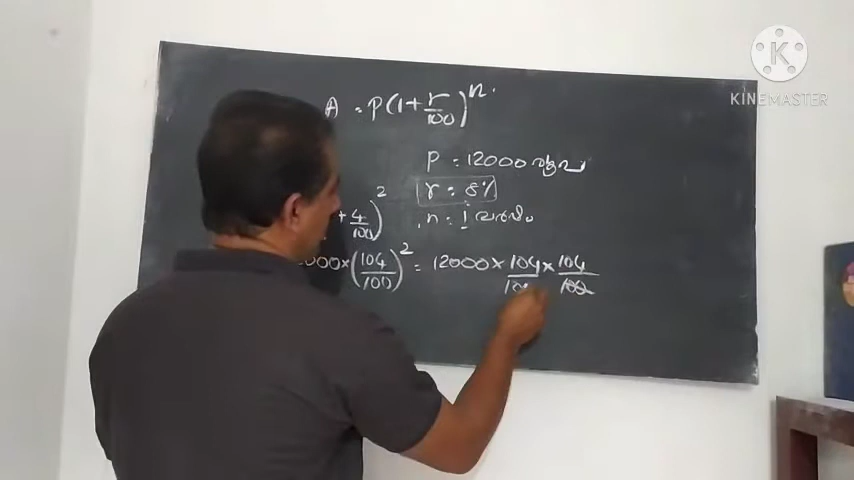 A = P(1+r/100)^n.
P = 12000 രൂപ
r = 8%
n = 1 വർഷം
+ 4/100)^2
000×(104/100)^2 = 12000 × 104/100 × 104/100
KINEMASTER